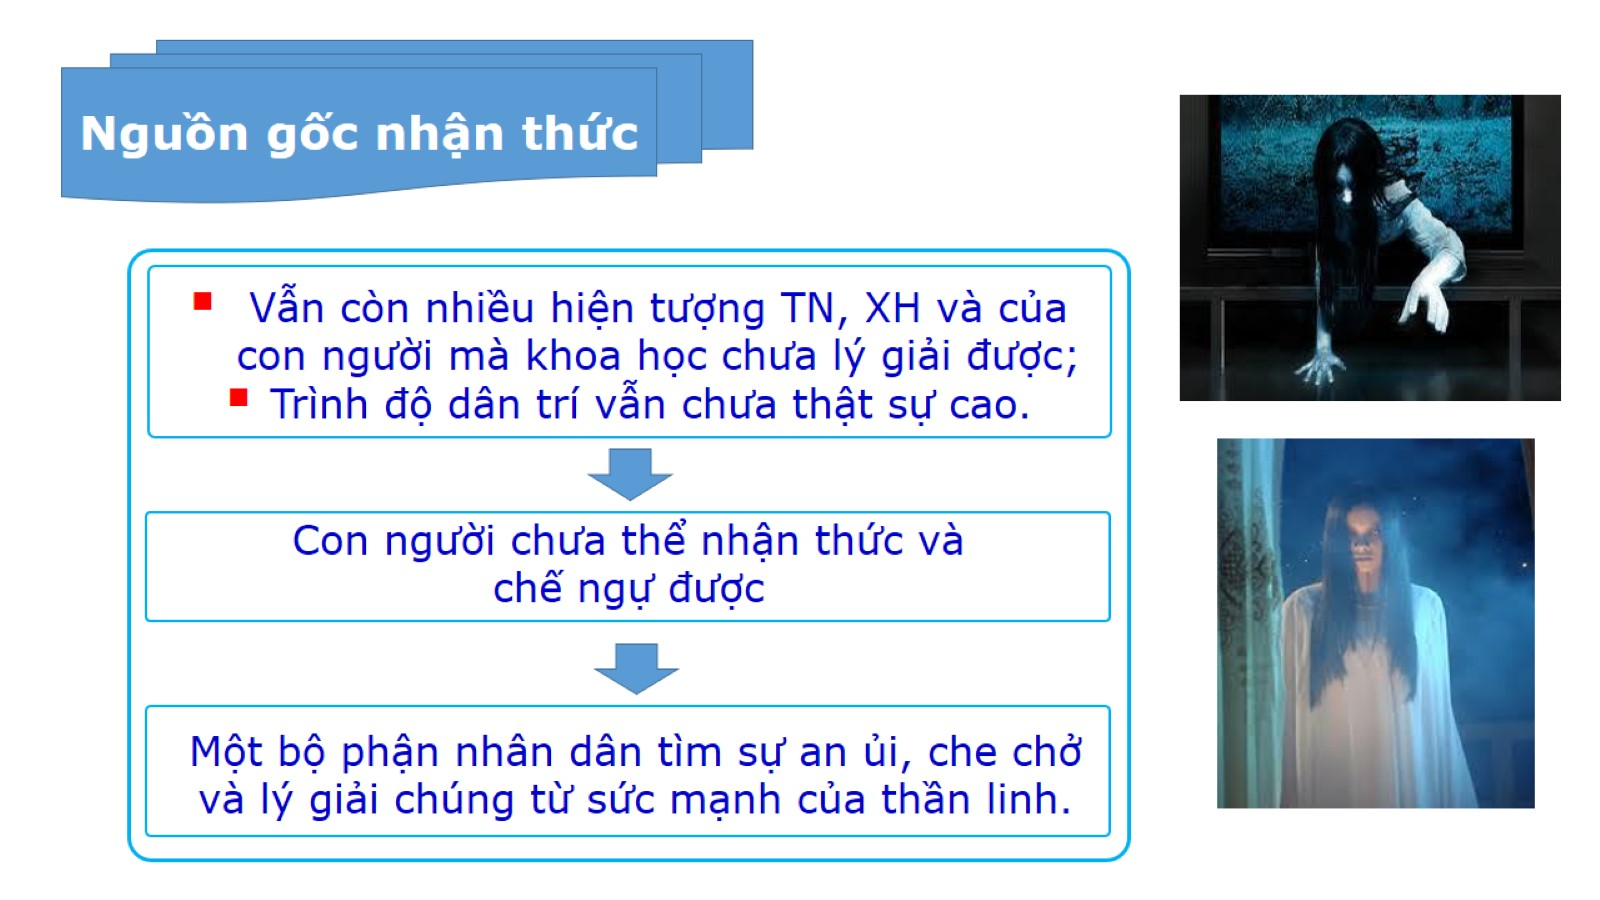 Nguồn gốc nhận thức
Vẫn còn nhiều hiện tượng TN, XH và của
con người mà khoa học chưa lý giải được;
Trình độ dân trí vẫn chưa thật sự cao.
Con người chưa thể nhận thức và
chế ngự được
Một bộ phận nhân dân tìm sự an ủi, che chở
và lý giải chúng từ sức mạnh của thần linh.